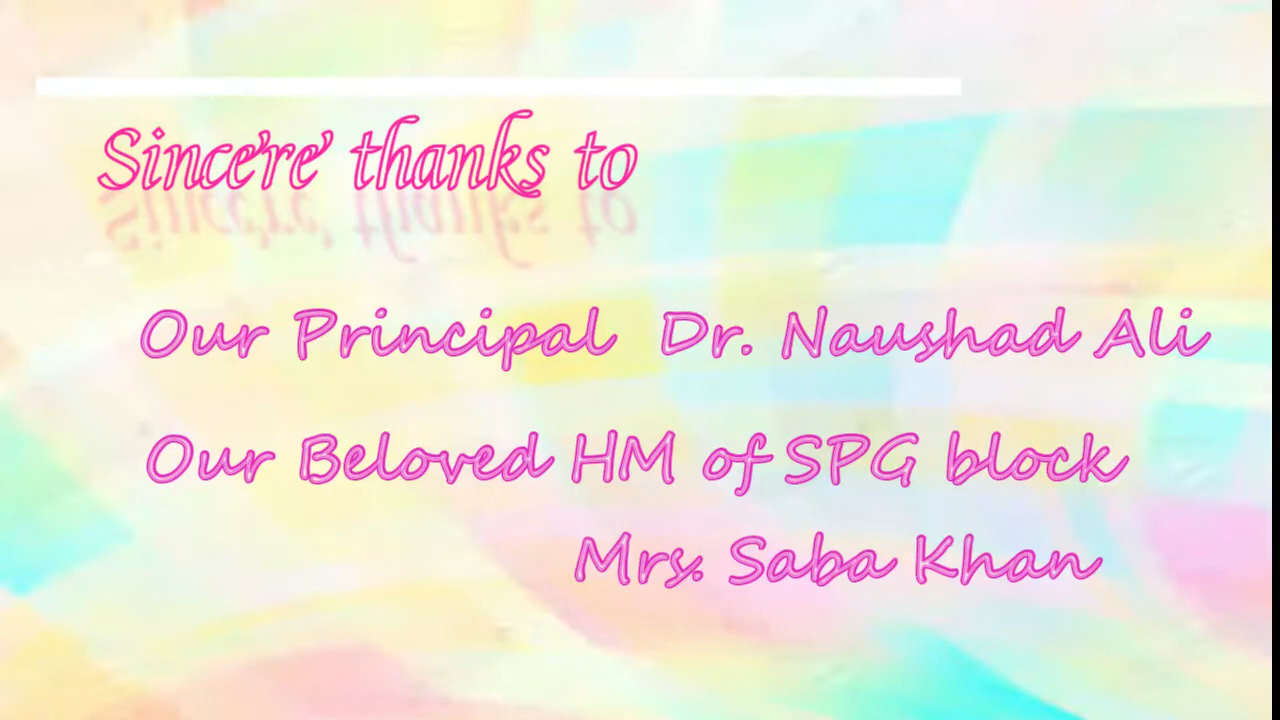 Sincere thanks to
Our Principal Dr. Naushad Ali
Our Beloved HM of SPG block
Mrs. Saba Khan